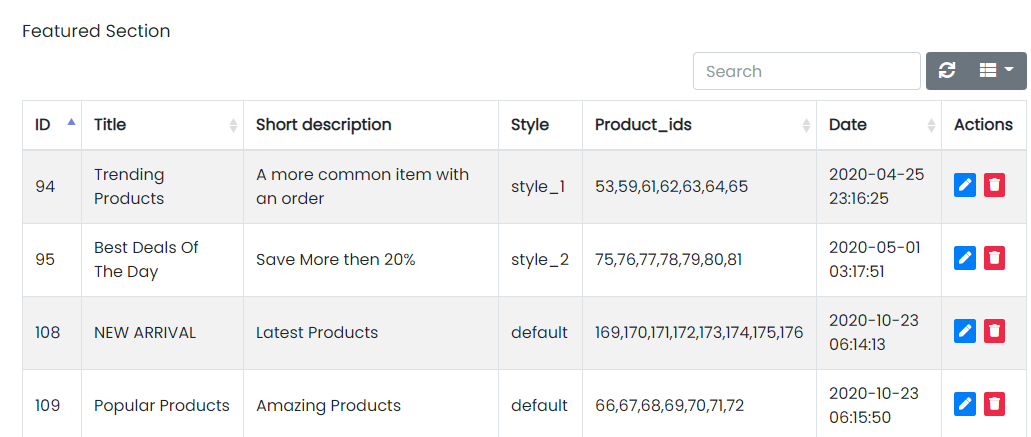 Featured Section
Search
ID Title Short description Style Product_ids Date Actions
94 Trending Products A more common item with an order style_1 53,59,61,62,63,64,65 2020-04-25 23:16:25
95 Best Deals Of The Day Save More then 20% style_2 75,76,77,78,79,80,81 2020-05-01 03:17:51
108 NEW ARRIVAL Latest Products default 169,170,171,172,173,174,175,176 2020-10-23 06:14:13
109 Popular Products Amazing Products default 66,67,68,69,70,71,72 2020-10-23 06:15:50